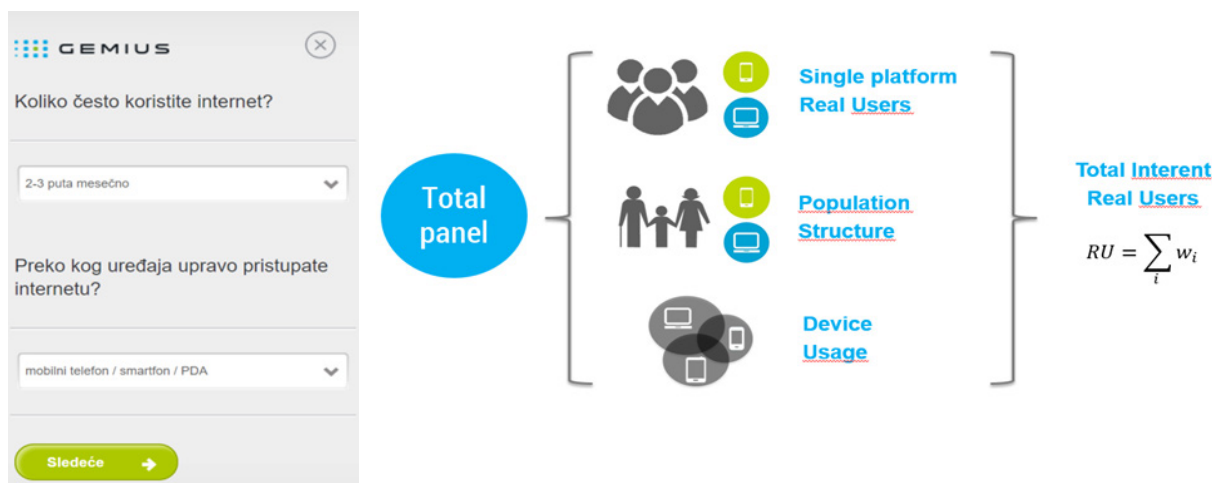 GEMIUS
Koliko često koristite internet?
2-3 puta mesečno
Preko kog uređaja upravo pristupate
internetu?
mobilni telefon / smartfon / PDA
Sledeće
Total
panel
Single platform
Real Users
Population
Structure
Device
Usage
Total Interent
Real Users
RU = ∑ᵢ wᵢ